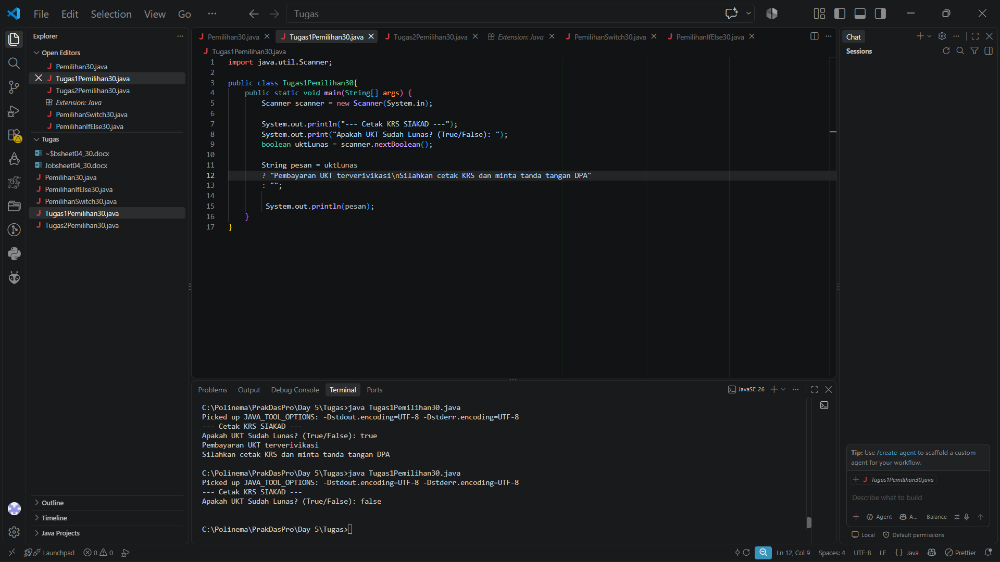 File Edit Selection View Go ···
Tugas
Explorer
Open Editors
Pemilihan30.java
Tugas1Pemilihan30.java
Tugas2Pemilihan30.java
Extension: Java
PemilihanSwitch30.java
PemilihanIfElse30.java
Tugas
~$bsheet04_30.docx
Jobsheet04_30.docx
Pemilihan30.java
PemilihanIfElse30.java
PemilihanSwitch30.java
Tugas1Pemilihan30.java
Tugas2Pemilihan30.java
Outline
Timeline
Java Projects
Pemilihan30.java Tugas1Pemilihan30.java Tugas2Pemilihan30.java Extension: Java PemilihanSwitch30.java PemilihanIfElse30.java
Tugas1Pemilihan30.java
1 import java.util.Scanner;
2
3 public class Tugas1Pemilihan30{
4 public static void main(String[] args) {
5 Scanner scanner = new Scanner(System.in);
6
7 System.out.println("--- Cetak KRS SIAKAD ---");
8 System.out.print("Apakah UKT Sudah Lunas? (True/False): ");
9 boolean uktLunas = scanner.nextBoolean();
10
11 String pesan = uktLunas
12 ? "Pembayaran UKT terverivikasi\nSilahkan cetak KRS dan minta tanda tangan DPA"
13 : "";
14
15 System.out.println(pesan);
16 }
17 }
Problems Output Debug Console Terminal Ports
JavaSE-26
C:\Polinema\PrakDasPro\Day 5\Tugas>java Tugas1Pemilihan30.java
Picked up JAVA_TOOL_OPTIONS: -Dstdout.encoding=UTF-8 -Dstderr.encoding=UTF-8
--- Cetak KRS SIAKAD ---
Apakah UKT Sudah Lunas? (True/False): true
Pembayaran UKT terverivikasi
Silahkan cetak KRS dan minta tanda tangan DPA
C:\Polinema\PrakDasPro\Day 5\Tugas>java Tugas1Pemilihan30.java
Picked up JAVA_TOOL_OPTIONS: -Dstdout.encoding=UTF-8 -Dstderr.encoding=UTF-8
--- Cetak KRS SIAKAD ---
Apakah UKT Sudah Lunas? (True/False): false
C:\Polinema\PrakDasPro\Day 5\Tugas>
Chat
Sessions
Tip: Use /create-agent to scaffold a custom
agent for your workflow.
Tugas1Pemilihan30.java
Describe what to build
Agent A... Balance
Local Default permissions
Launchpad 0 0
Ln 12, Col 9 Spaces: 4 UTF-8 LF { } Java Prettier